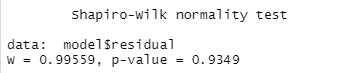 Shapiro-Wilk normality test
data:  model$residual
W = 0.99559, p-value = 0.9349